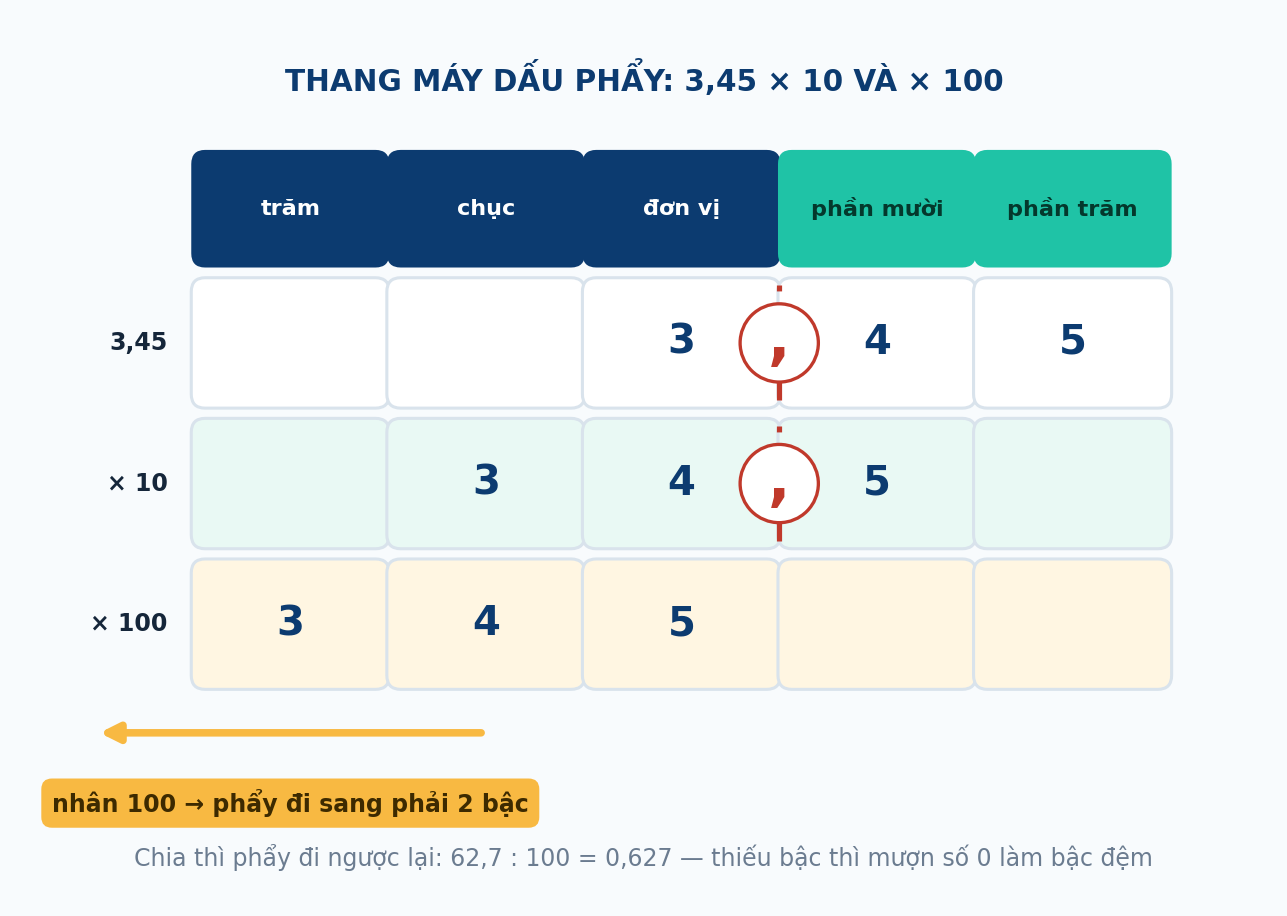 THANG MÁY DẤU PHẨY: 3,45 × 10 VÀ × 100
trăm chục đơn vị phần mười phần trăm
3,45 3 , 4 5
× 10 3 4 , 5
× 100 3 4 5
nhân 100 → phẩy đi sang phải 2 bậc
Chia thì phẩy đi ngược lại: 62,7 : 100 = 0,627 — thiếu bậc thì mượn số 0 làm bậc đệm